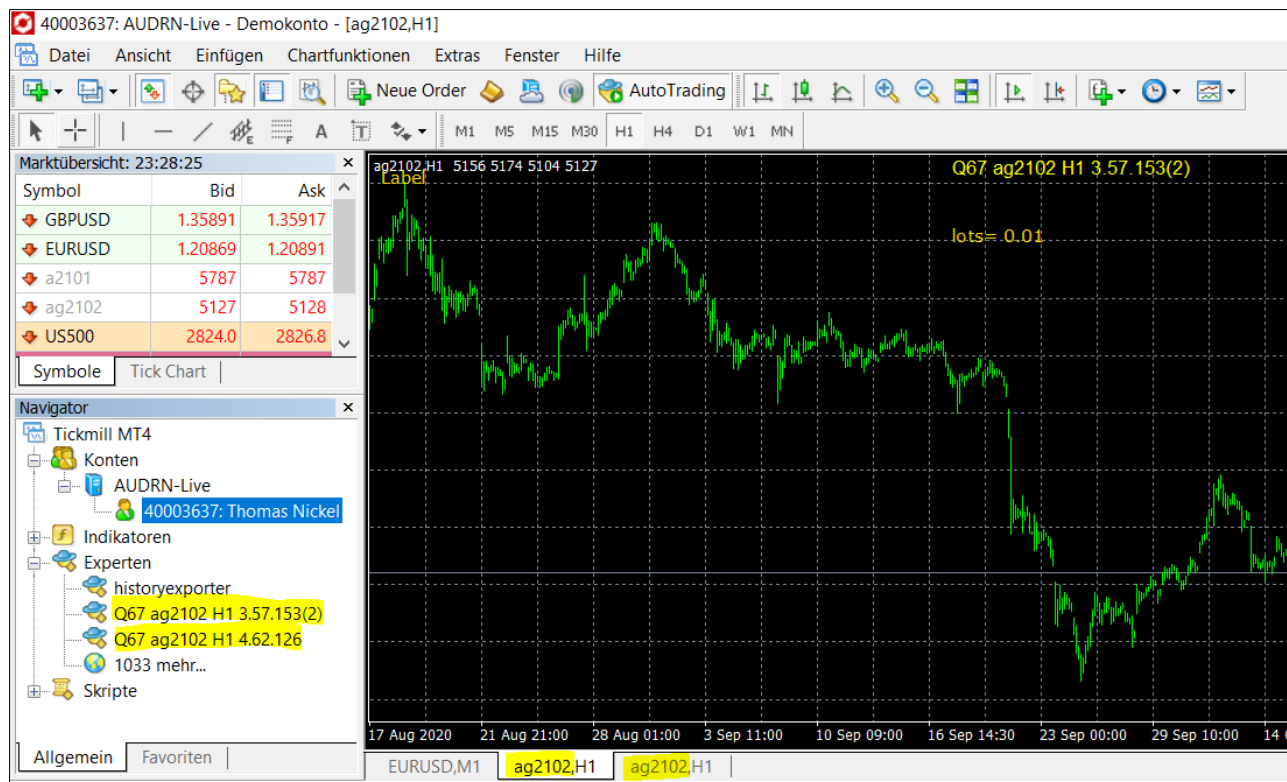 40003637: AUDRN-Live - Demokonto - [ag2102,H1]
Datei Ansicht Einfügen Chartfunktionen Extras Fenster Hilfe
Neue Order AutoTrading
E F A T M1 M5 M15 M30 H1 H4 D1 W1 MN
Marktübersicht: 23:28:25
Symbol Bid Ask
GBPUSD 1.35891 1.35917
EURUSD 1.20869 1.20891
a2101 5787 5787
ag2102 5127 5128
US500 2824.0 2826.8
Symbole Tick Chart
Navigator
Tickmill MT4
Konten
AUDRN-Live
40003637: Thomas Nickel
Indikatoren
Experten
historyexporter
Q67 ag2102 H1 3.57.153(2)
Q67 ag2102 H1 4.62.126
1033 mehr...
Skripte
Allgemein Favoriten
ag2102,H1 5156 5174 5104 5127
Label
Q67 ag2102 H1 3.57.153(2)
lots= 0.01
17 Aug 2020 21 Aug 21:00 28 Aug 01:00 3 Sep 11:00 10 Sep 09:00 16 Sep 14:30 23 Sep 00:00 29 Sep 10:00 14
EURUSD,M1 ag2102,H1 ag2102,H1